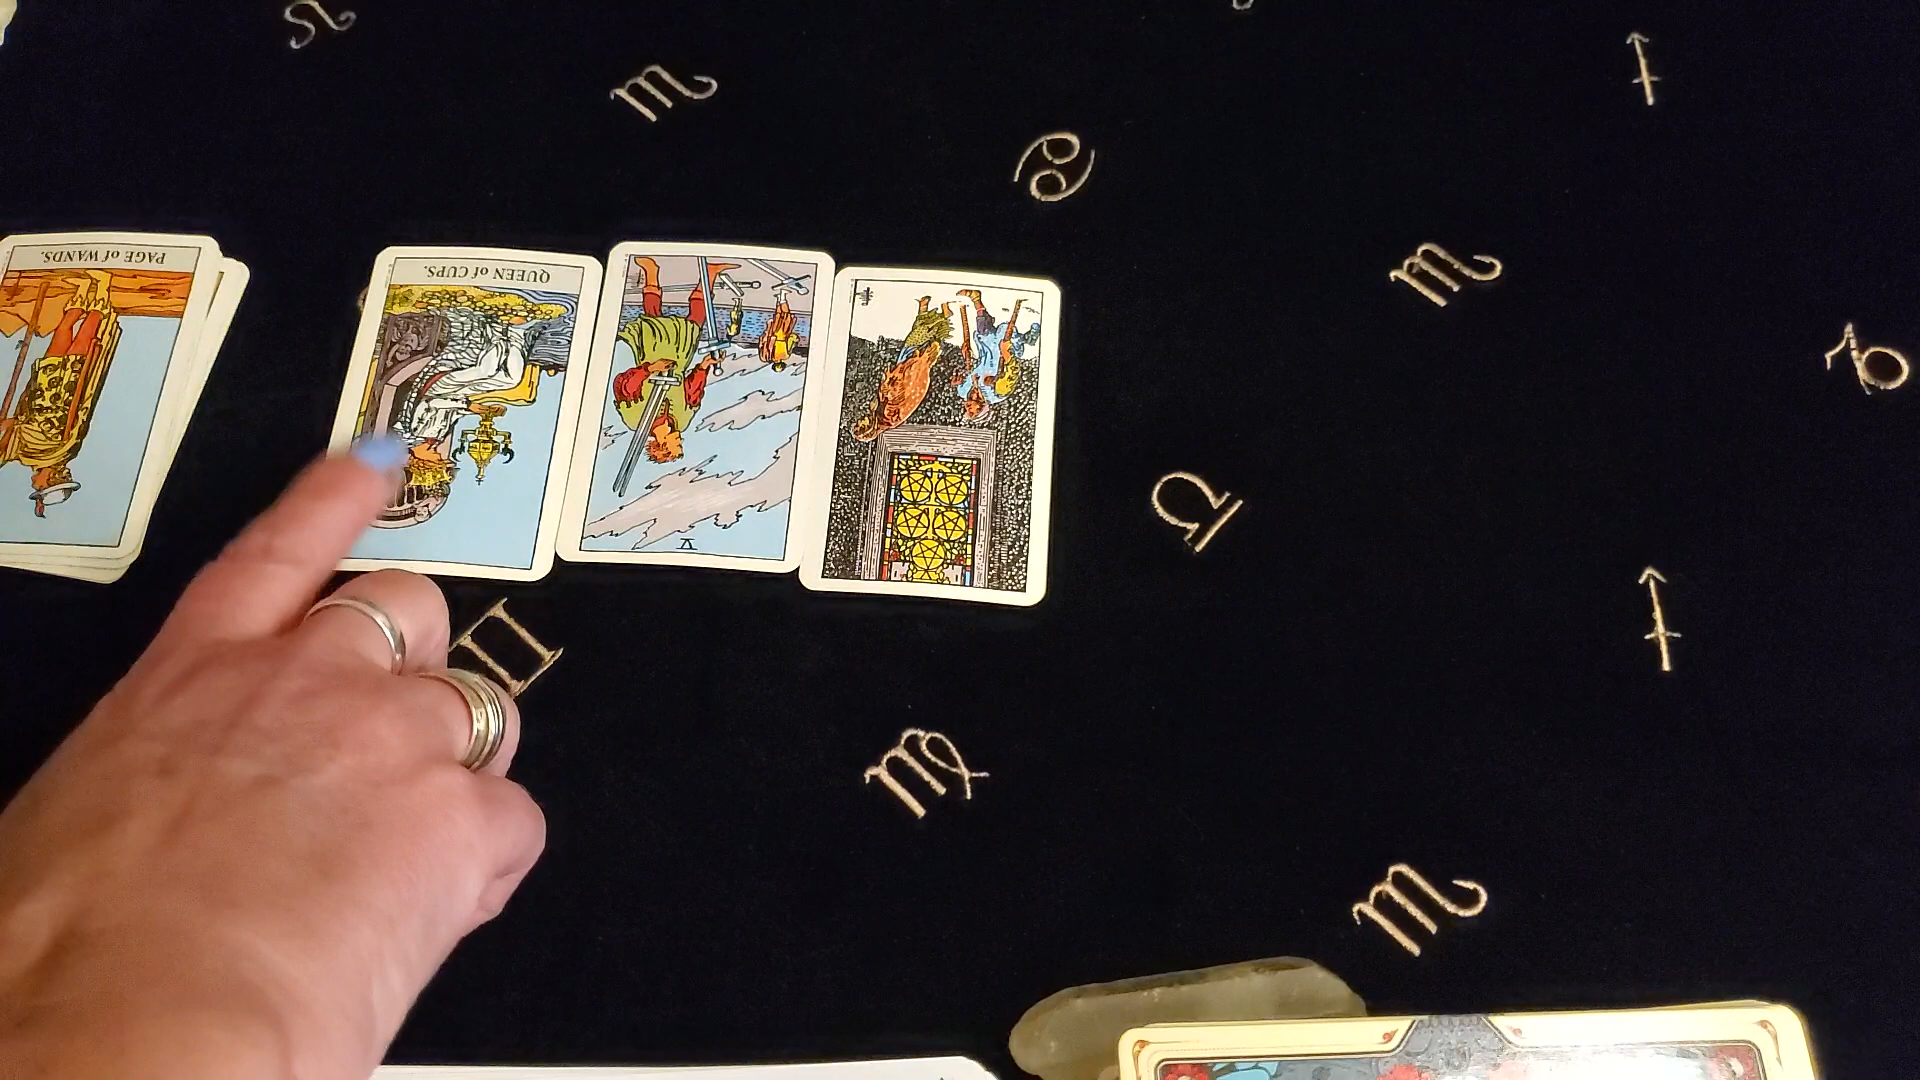 PAGE of WANDS.
QUEEN of CUPS.
V